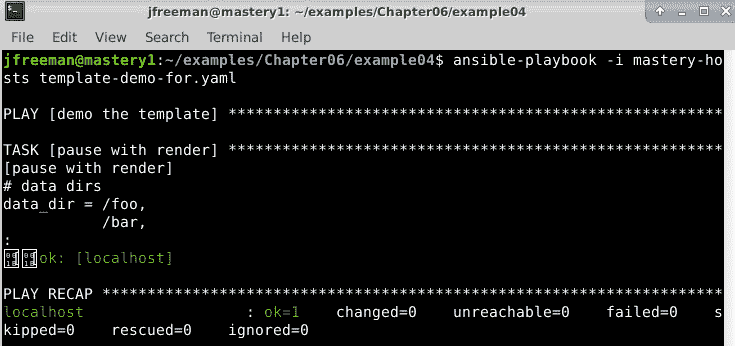 jfreeman@mastery1: ~/examples/Chapter06/example04
File Edit View Search Terminal Help
jfreeman@mastery1:~/examples/Chapter06/example04$ ansible-playbook -i mastery-ho
sts template-demo-for.yaml
PLAY [demo the template] *******************************************************
TASK [pause with render] *******************************************************
[pause with render]
# data dirs
data_dir = /foo,
           /bar,
:
ok: [localhost]
PLAY RECAP *********************************************************************
localhost                  : ok=1    changed=0    unreachable=0    failed=0    s
kipped=0    rescued=0    ignored=0